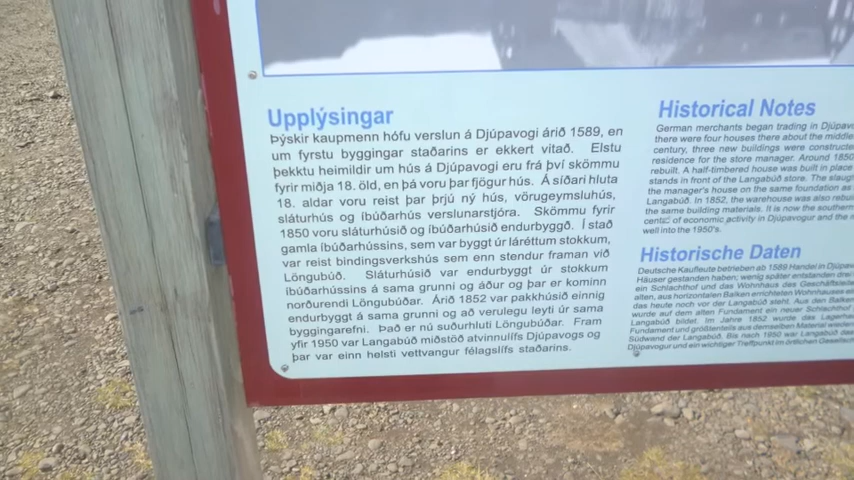 Upplýsingar
Þýskir kaupmenn hófu verslun á Djúpavogi árið 1589, en
um fyrstu byggingar staðarins er ekkert vitað. Elstu
þekktu heimildir um hús á Djúpavogi eru frá því skömmu
fyrir miðja 18. öld, en þá voru þar fjögur hús. Á síðari hluta
18. aldar voru reist þar þrjú ný hús, vörugeymsluhús,
sláturhús og íbúðarhús verslunarstjóra. Skömmu fyrir
1850 voru sláturhúsið og íbúðarhúsið endurbyggð. Í stað
gamla íbúðarhússins, sem var byggt úr láréttum stokkum,
var reist bindingsverkshús sem enn stendur framan við
Löngubúð. Sláturhúsið var endurbyggt úr stokkum
íbúðarhússins á sama grunni og áður og þar er kominn
norðurendi Löngubúðar. Árið 1852 var pakkhúsið einnig
endurbyggt á sama grunni og að verulegu leyti úr sama
byggingarefni. Það er nú suðurhluti Löngubúðar. Fram
yfir 1950 var Langabúð miðstöð atvinnulífs Djúpavogs og
þar var einn helsti vettvangur félagslífs staðarins.
Historical Notes
German merchants began trading in Djúpavo
there were four houses there about the middle
century, three new buildings were constructe
residence for the store manager. Around 1850
rebuilt. A half-timbered house was built in place
stands in front of the Langabúð store. The slaugh
the manager's house on the same foundation as
Langabúð. In 1852, the warehouse was also rebui
the same building materials. It is now the southern
of economic activity in Djúpavogur and the
well into the 1950's.
Historische Daten
Deutsche Kaufleute betrieben ab 1589 Handel in Djúpavo
Häuser gestanden haben; wenig später entstanden drei
ein Schlachthof und das Wohnhaus des Geschäftsleite
alten, aus horizontalen Balken errichteten Wohnhauses
das heute noch vor der Langabúð steht. Aus den Balken
wurde auf dem alten Fundament ein neuer Schlachthof
Langabúð bildet. Im Jahre 1852 wurde das Lagerhau
Fundament und größtenteils aus demselben Material wieder
Südwand der Langabúð. Bis nach 1950 war Langabúð das
Djúpavogur und ein wichtiger Treffpunkt im örtlichen Gesellsch